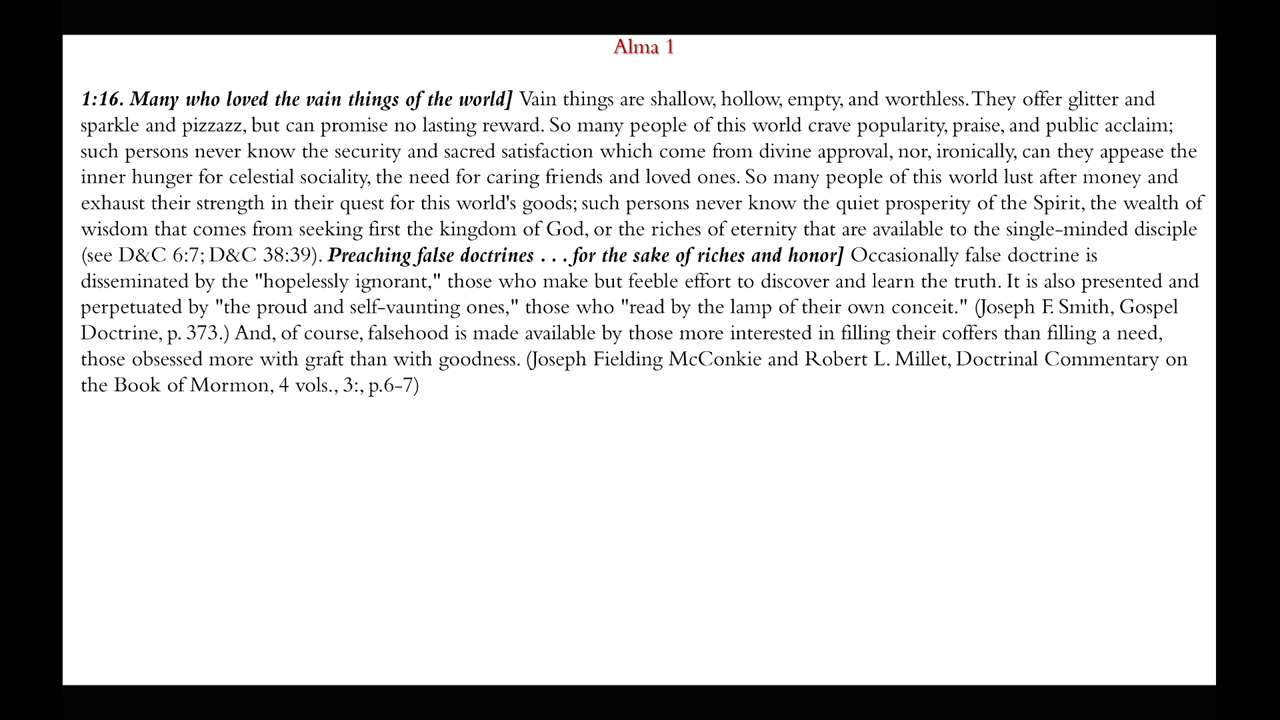 Alma 1
1:16. Many who loved the vain things of the world] Vain things are shallow, hollow, empty, and worthless. They offer glitter and
sparkle and pizzazz, but can promise no lasting reward. So many people of this world crave popularity, praise, and public acclaim;
such persons never know the security and sacred satisfaction which come from divine approval, nor, ironically, can they appease the
inner hunger for celestial sociality, the need for caring friends and loved ones. So many people of this world lust after money and
exhaust their strength in their quest for this world's goods; such persons never know the quiet prosperity of the Spirit, the wealth of
wisdom that comes from seeking first the kingdom of God, or the riches of eternity that are available to the single-minded disciple
(see D&C 6:7; D&C 38:39). Preaching false doctrines . . . for the sake of riches and honor] Occasionally false doctrine is
disseminated by the "hopelessly ignorant," those who make but feeble effort to discover and learn the truth. It is also presented and
perpetuated by "the proud and self-vaunting ones," those who "read by the lamp of their own conceit." (Joseph F. Smith, Gospel
Doctrine, p. 373.) And, of course, falsehood is made available by those more interested in filling their coffers than filling a need,
those obsessed more with graft than with goodness. (Joseph Fielding McConkie and Robert L. Millet, Doctrinal Commentary on
the Book of Mormon, 4 vols., 3:, p.6-7)